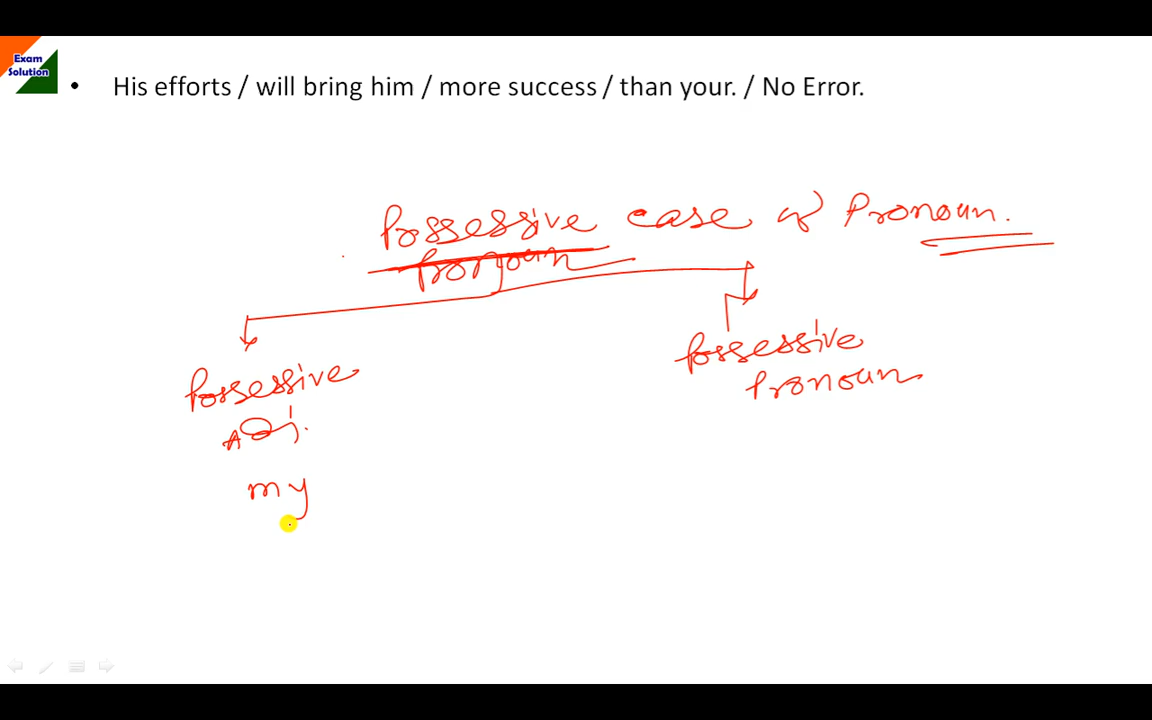 Exam
Solution
• His efforts / will bring him / more success / than your. / No Error.
Possessive case of Pronoun.
Pronoun
Possessive
Adj.
Possessive
Pronoun
my